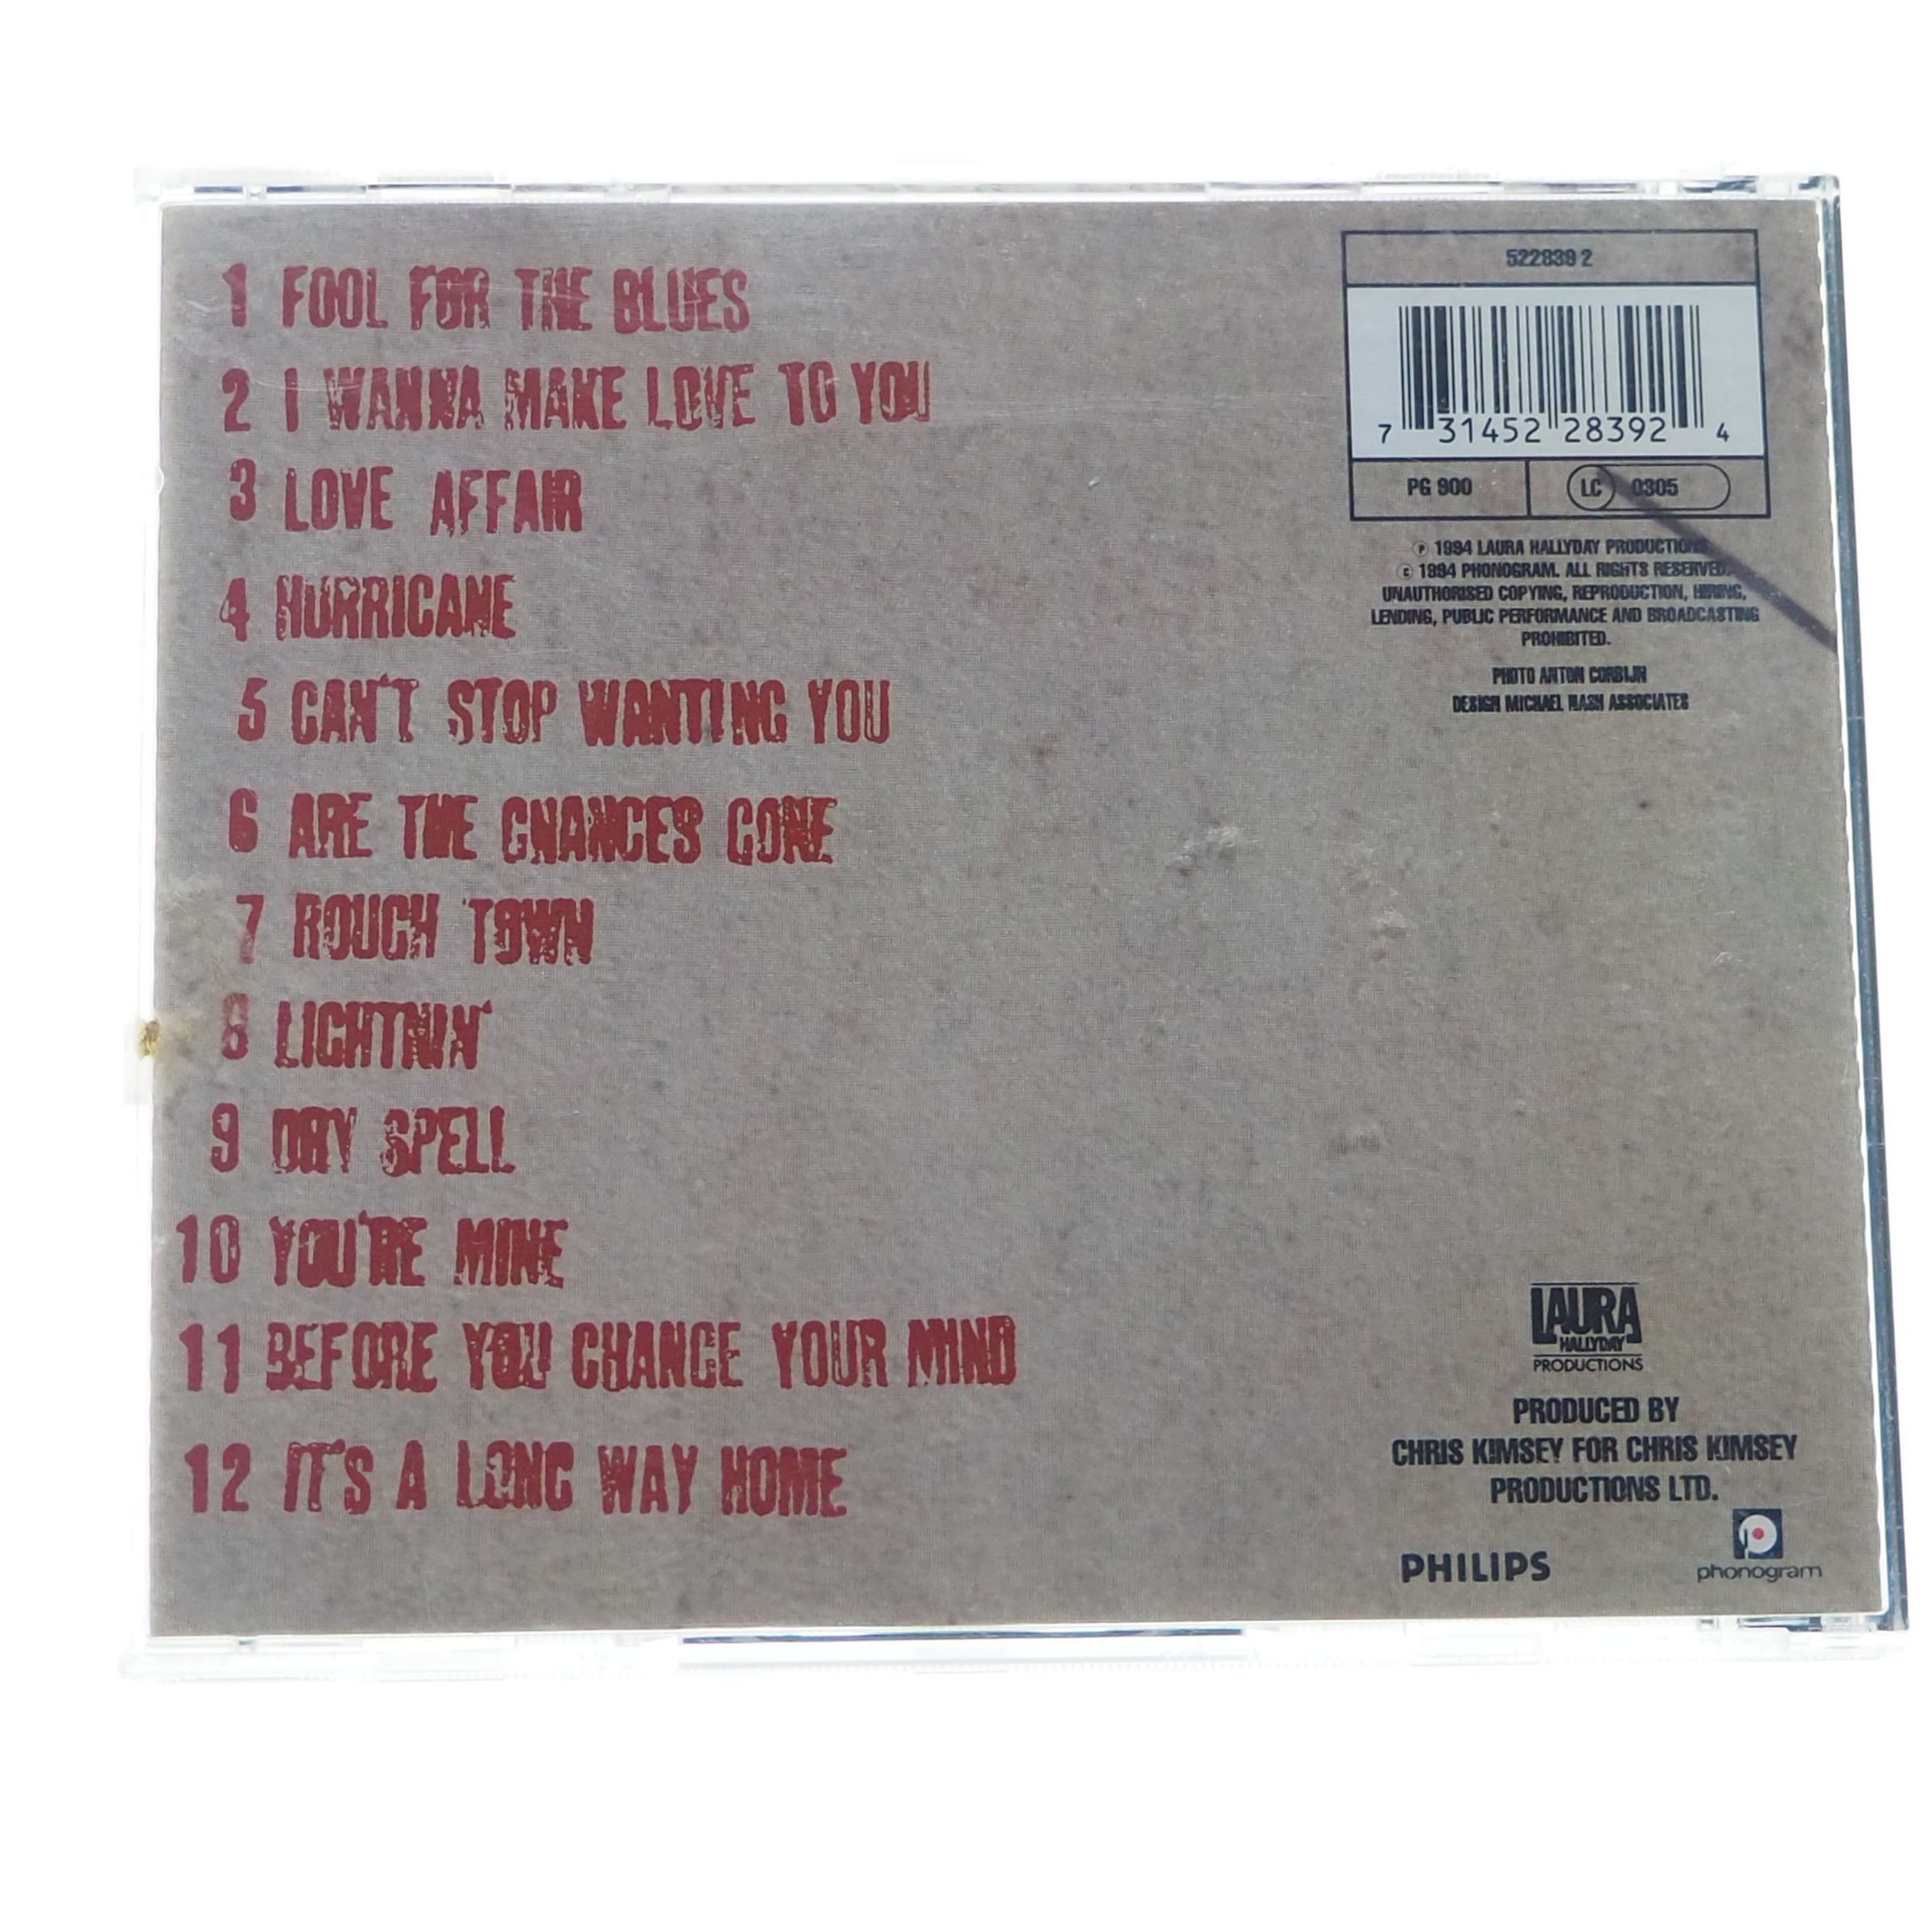 1 FOOL FOR THE BLUES
2 I WANNA MAKE LOVE TO YOU
3 LOVE AFFAIR
4 HURRICANE
5 CAN'T STOP WANTING YOU
6 ARE THE CHANCES GONE
7 ROUGH TOWN
8 LIGHTNIN'
9 DRY SPELL
10 YOU'RE MINE
11 BEFORE YOU CHANGE YOUR MIND
12 IT'S A LONG WAY HOME
522839 2
7 31452 28392 4
PG 900
LC 0305
℗ 1994 LAURA HALLYDAY PRODUCTIONS
© 1994 PHONOGRAM. ALL RIGHTS RESERVED.
UNAUTHORISED COPYING, REPRODUCTION, HIRING,
LENDING, PUBLIC PERFORMANCE AND BROADCASTING
PROHIBITED.
PHOTO ANTON CORBIJN
DESIGN MICHAEL NASH ASSOCIATES
LAURA
HALLYDAY
PRODUCTIONS
PRODUCED BY
CHRIS KIMSEY FOR CHRIS KIMSEY
PRODUCTIONS LTD.
PHILIPS
phonogram